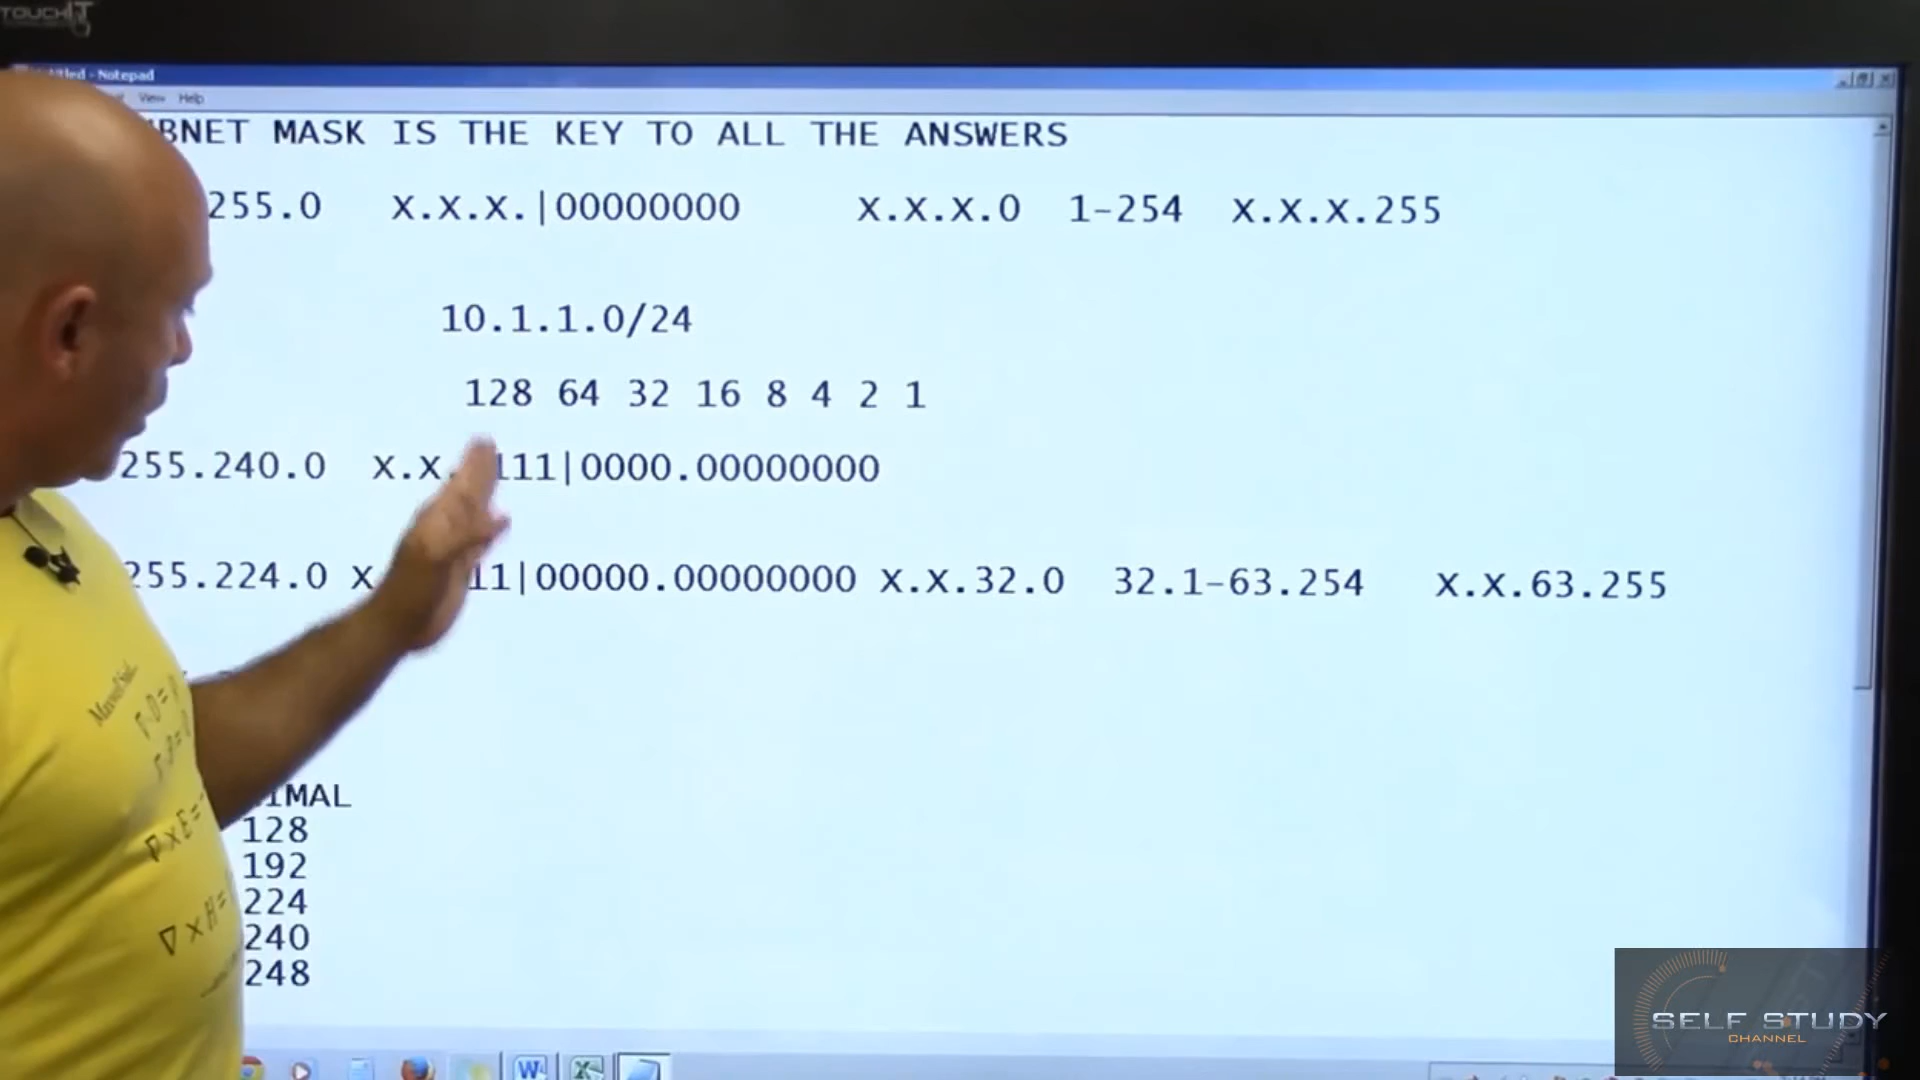 TOUCHIT
- Notepad
View Help
BNET MASK IS THE KEY TO ALL THE ANSWERS
255.0 x.x.x.|00000000 x.x.x.0 1-254 x.x.x.255
10.1.1.0/24
128 64 32 16 8 4 2 1
255.240.0 x.x. 111|0000.00000000
255.224.0 x. 11|00000.00000000 x.x.32.0 32.1-63.254 x.x.63.255
IMAL
128
192
224
240
248
SELF STUDY
CHANNEL